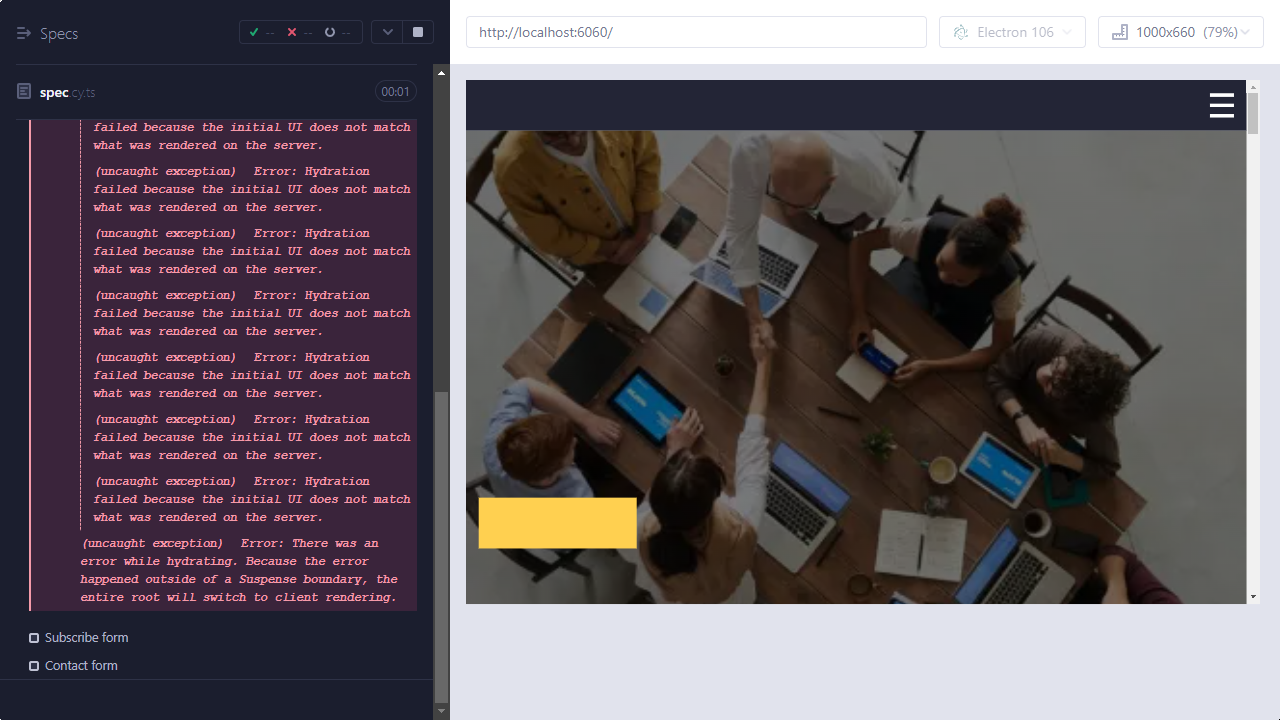 Specs
-- -- --
http://localhost:6060/
Electron 106
1000x660 (79%)
spec.cy.ts
00:01
failed because the initial UI does not match
what was rendered on the server.
(uncaught exception) Error: Hydration
failed because the initial UI does not match
what was rendered on the server.
(uncaught exception) Error: Hydration
failed because the initial UI does not match
what was rendered on the server.
(uncaught exception) Error: Hydration
failed because the initial UI does not match
what was rendered on the server.
(uncaught exception) Error: Hydration
failed because the initial UI does not match
what was rendered on the server.
(uncaught exception) Error: Hydration
failed because the initial UI does not match
what was rendered on the server.
(uncaught exception) Error: Hydration
failed because the initial UI does not match
what was rendered on the server.
(uncaught exception) Error: There was an
error while hydrating. Because the error
happened outside of a Suspense boundary, the
entire root will switch to client rendering.
Subscribe form
Contact form